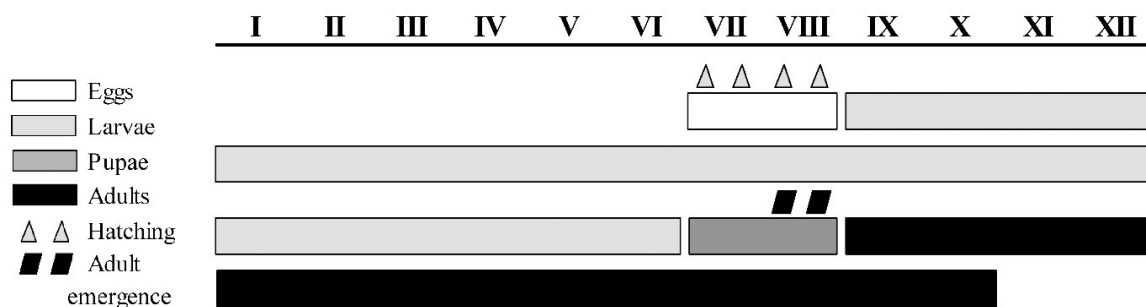 I II III IV V VI VII VIII IX X XI XII
Eggs
Larvae
Pupae
Adults
Hatching
Adult
emergence